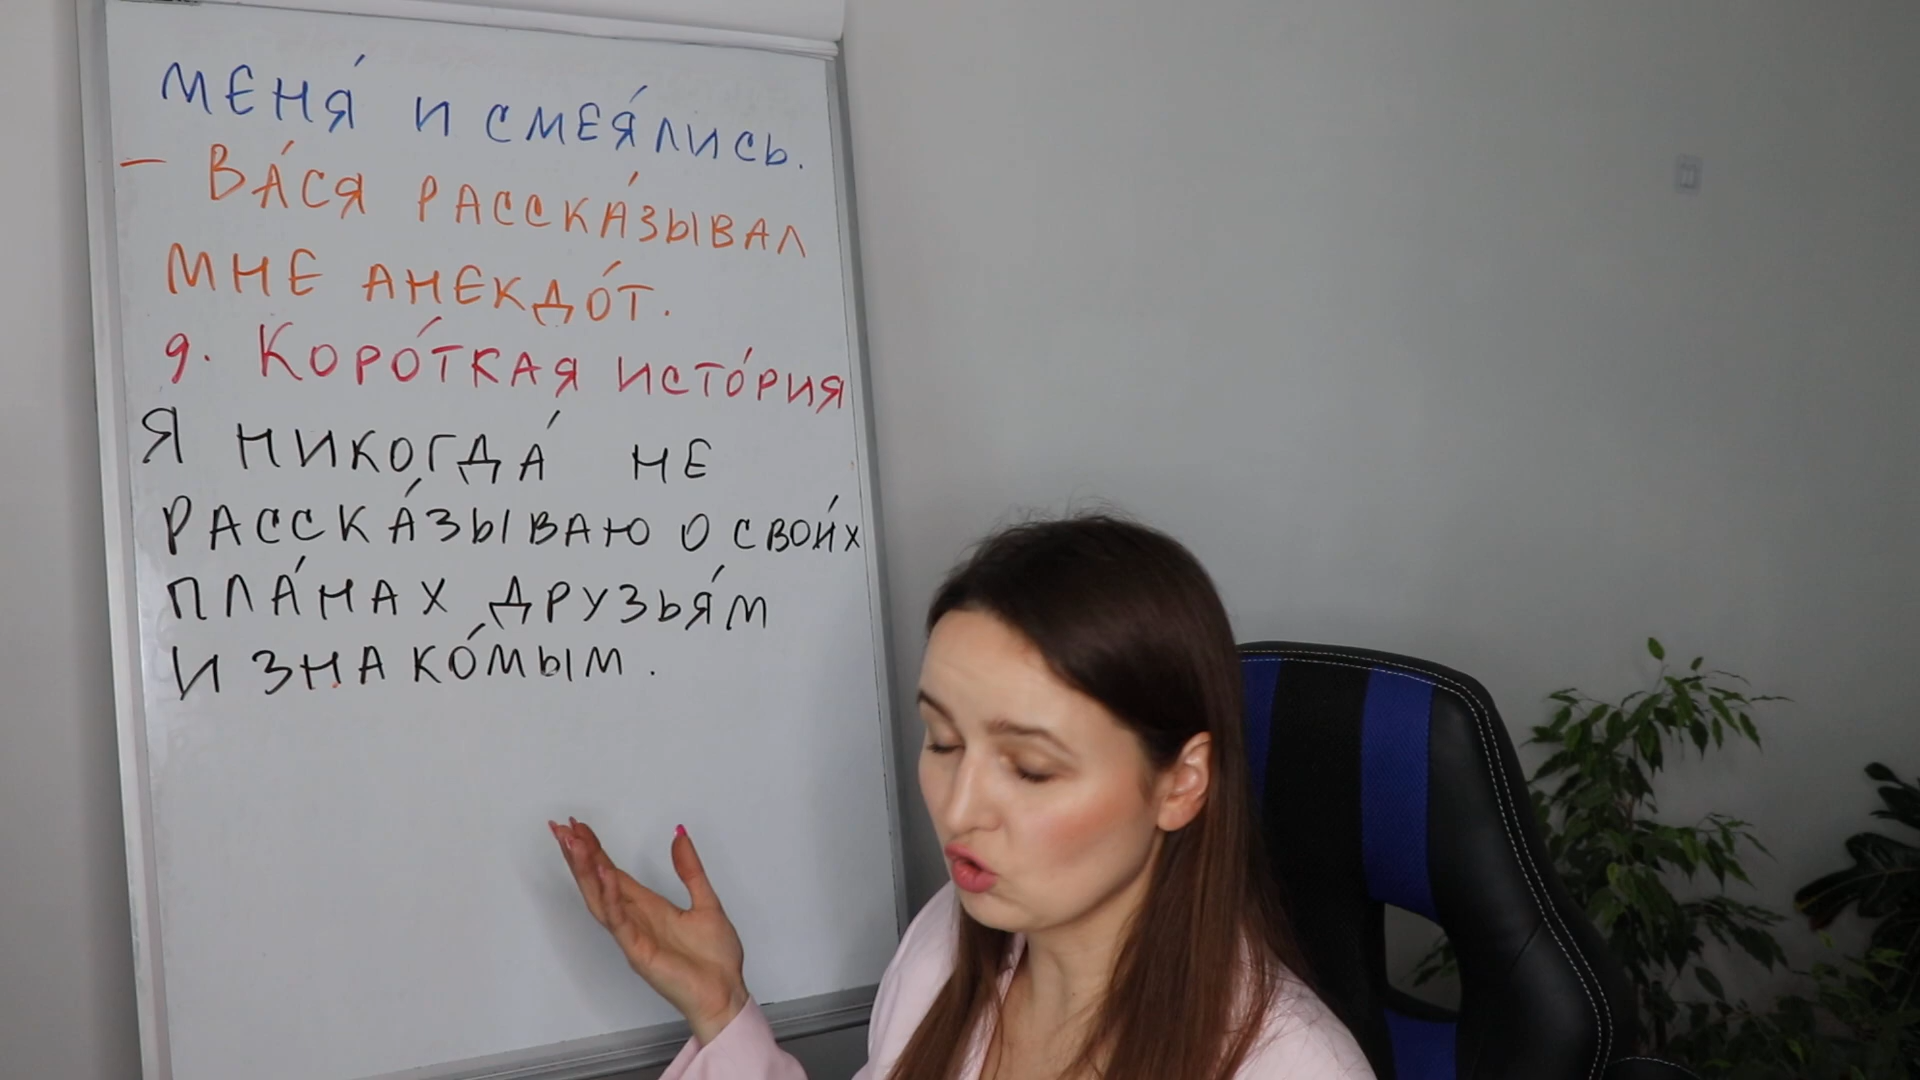 МЕНЯ́ И СМЕЯ́ЛИСЬ.
– ВА́СЯ РАССКА́ЗЫВАЛ
МНЕ АНЕКДО́Т.
9. КОРО́ТКАЯ ИСТО́РИЯ
Я НИКОГДА́ НЕ
РАССКА́ЗЫВАЮ О СВОИ́Х
ПЛА́НАХ ДРУЗЬЯ́М
И ЗНАКО́МЫМ.